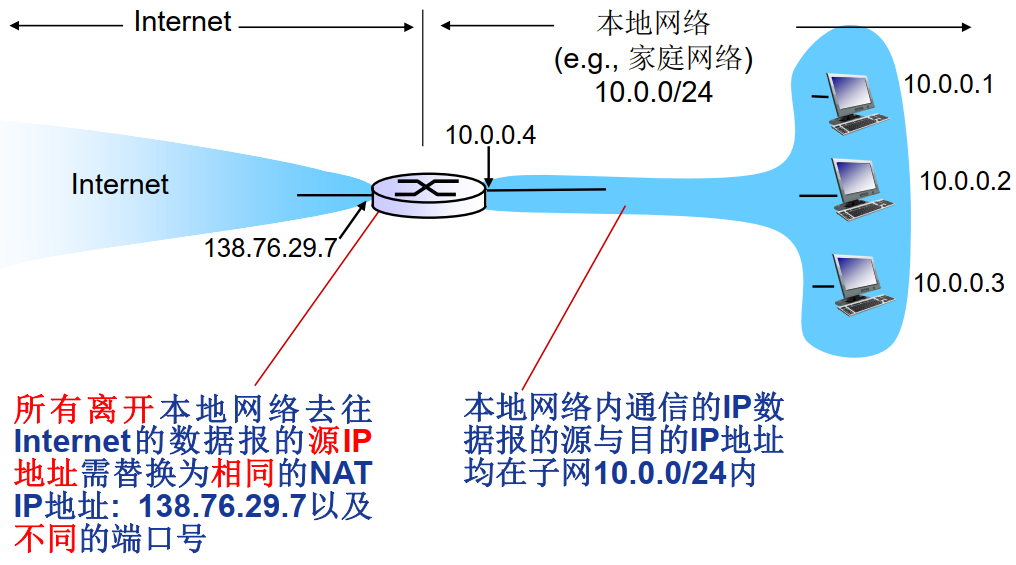 Internet
本地网络
(e.g., 家庭网络)
10.0.0/24
10.0.0.1
10.0.0.4
Internet
10.0.0.2
138.76.29.7
10.0.0.3
所有离开本地网络去往
Internet的数据报的源IP
地址需替换为相同的NAT
IP地址: 138.76.29.7以及
不同的端口号
本地网络内通信的IP数
据报的源与目的IP地址
均在子网10.0.0/24内